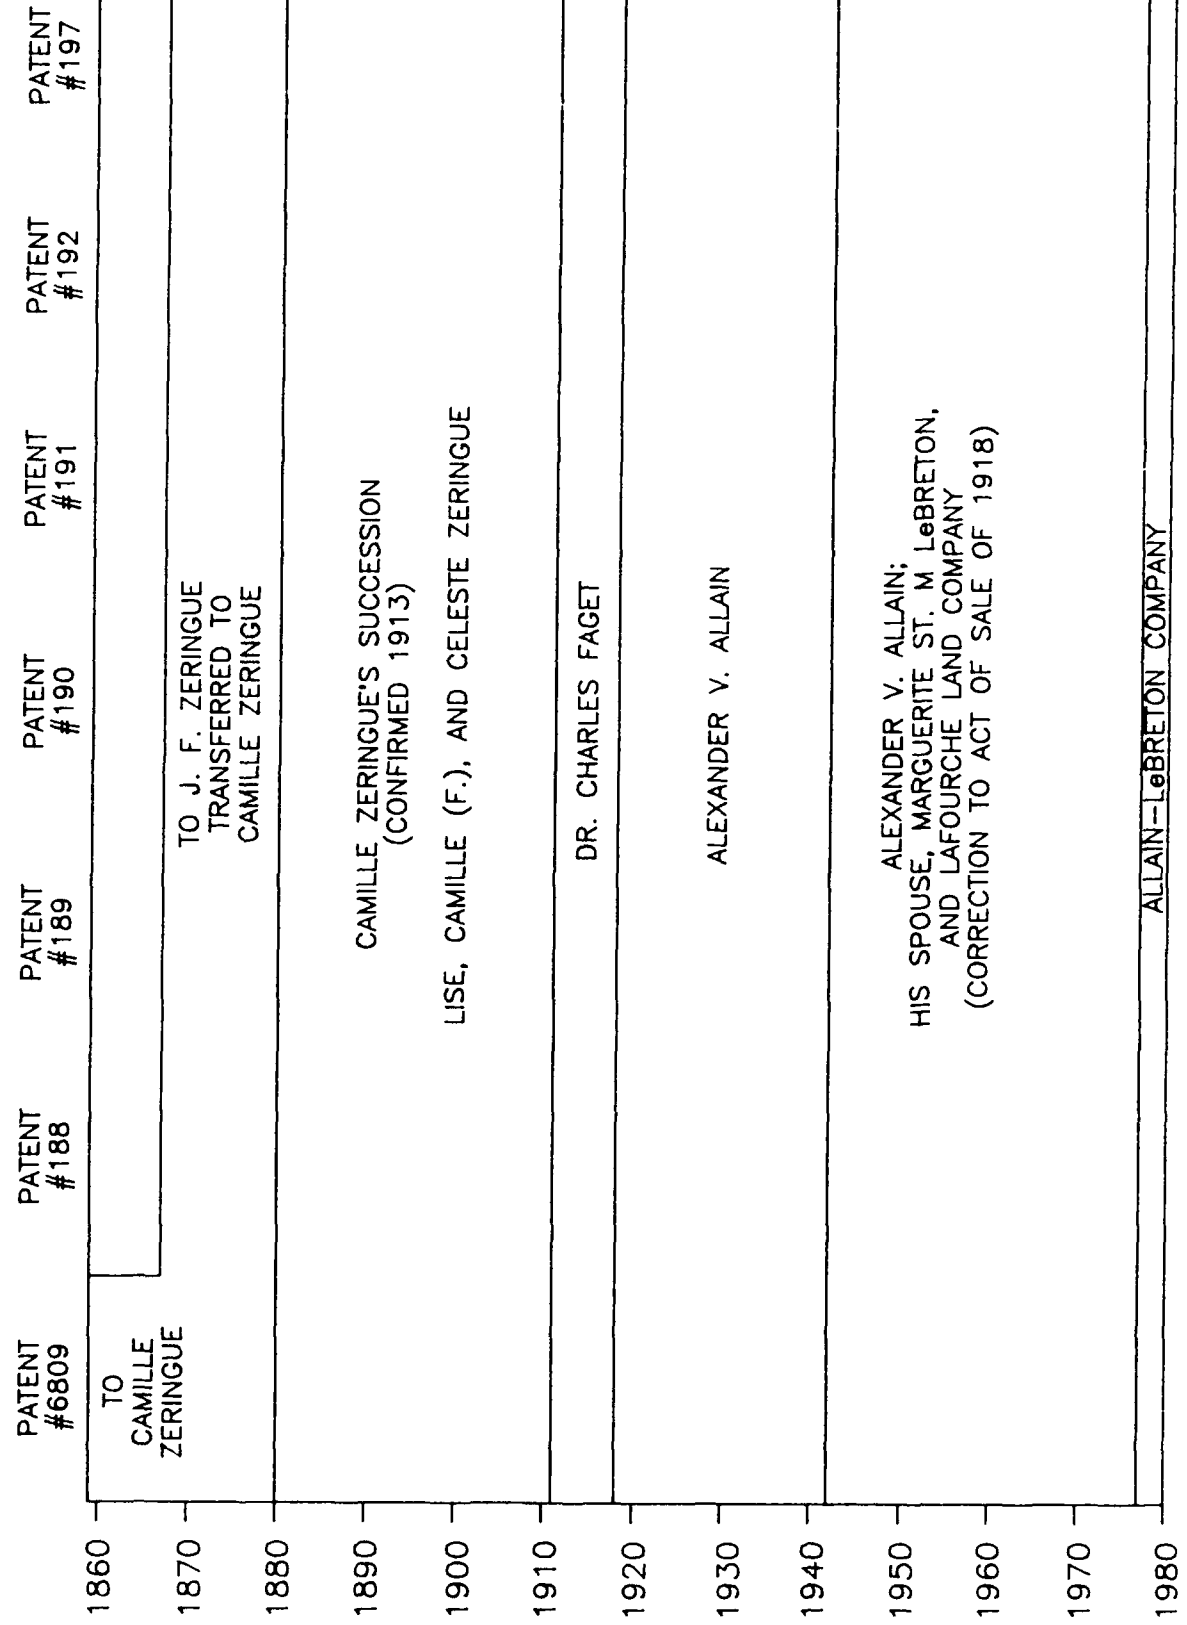 PATENT
#6809
PATENT
#188
PATENT
#189
PATENT
#190
PATENT
#191
PATENT
#192
PATENT
#197
1860
1870
1880
1890
1900
1910
1920
1930
1940
1950
1960
1970
1980
TO
CAMILLE
ZERINGUE
TO J. F. ZERINGUE
TRANSFERRED TO
CAMILLE ZERINGUE
CAMILLE ZERINGUE'S SUCCESSION
(CONFIRMED 1913)
LISE, CAMILLE (F.), AND CELESTE ZERINGUE
DR. CHARLES FAGET
ALEXANDER V. ALLAIN
ALEXANDER V. ALLAIN;
HIS SPOUSE, MARGUERITE ST. M LeBRETON,
AND LAFOURCHE LAND COMPANY
(CORRECTION TO ACT OF SALE OF 1918)
ALLAIN-LeBRETON COMPANY